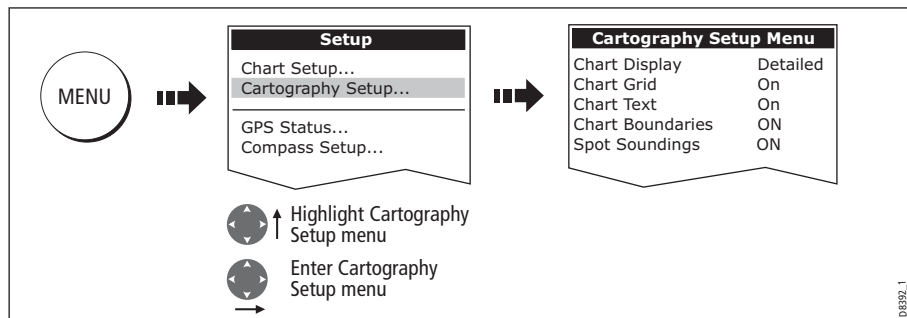 MENU
Setup
Chart Setup...
Cartography Setup...
GPS Status...
Compass Setup...
Highlight Cartography
Setup menu
Enter Cartography
Setup menu
Cartography Setup Menu
Chart Display Detailed
Chart Grid On
Chart Text On
Chart Boundaries ON
Spot Soundings ON
D8392_1